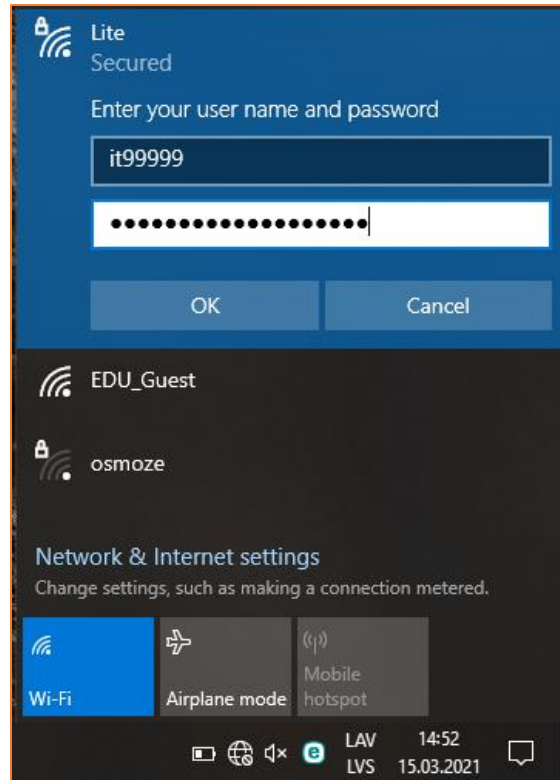 Lite
Secured
Enter your user name and password
it99999
●●●●●●●●●●●●●●●●●●●
OK
Cancel
EDU_Guest
osmoze
Network & Internet settings
Change settings, such as making a connection metered.
Wi-Fi
Airplane mode
Mobile
hotspot
LAV
LVS
14:52
15.03.2021